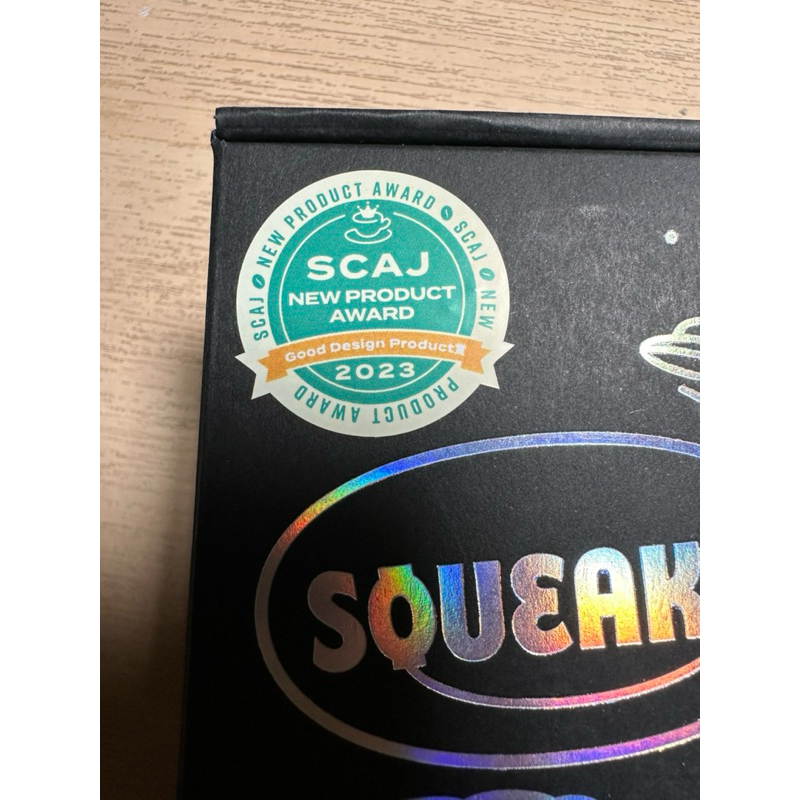 SCAJ NEW PRODUCT AWARD SCAJ NEW PRODUCT AWARD
SCAJ
NEW PRODUCT
AWARD
Good Design Product賞
2023
SQUEAK